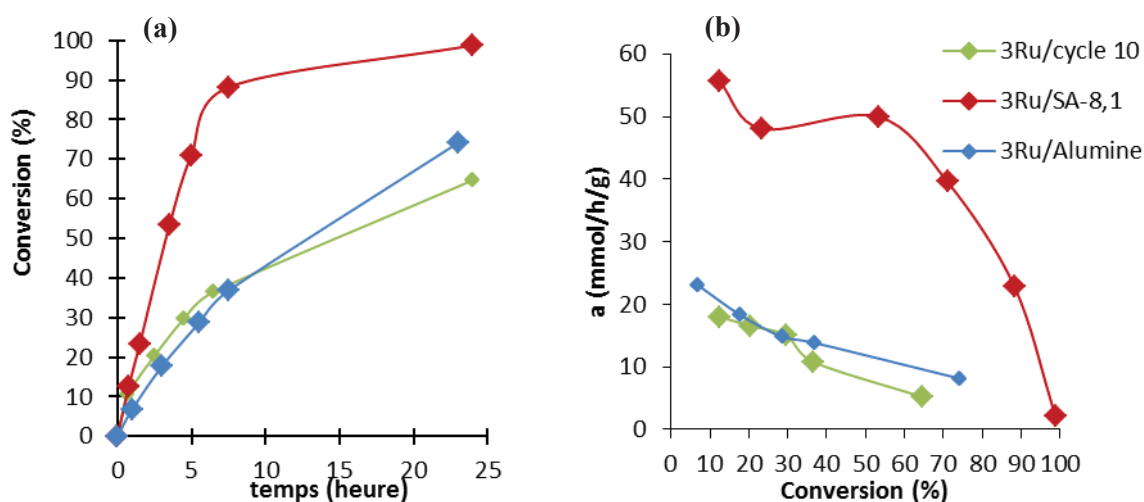 (a)
Conversion (%)
100
90
80
70
60
50
40
30
20
10
0
0 5 10 15 20 25
temps (heure)
(b)
a (mmol/h/g)
60
50
40
30
20
10
0
0 10 20 30 40 50 60 70 80 90 100
Conversion (%)
3Ru/cycle 10
3Ru/SA-8,1
3Ru/Alumine